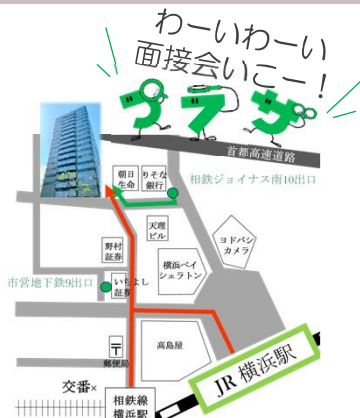 わーいわーい
面接会いこー！
プラザ
首都高速道路
朝日
生命
りそな
銀行
相鉄ジョイナス南10出口
天理
ビル
ヨドバシ
カメラ
野村
証券
横浜ベイ
シェラトン
市営地下鉄9出口
いちよし
証券
〒
郵便局
高島屋
JR 横浜駅
交番×
相鉄線
横浜駅